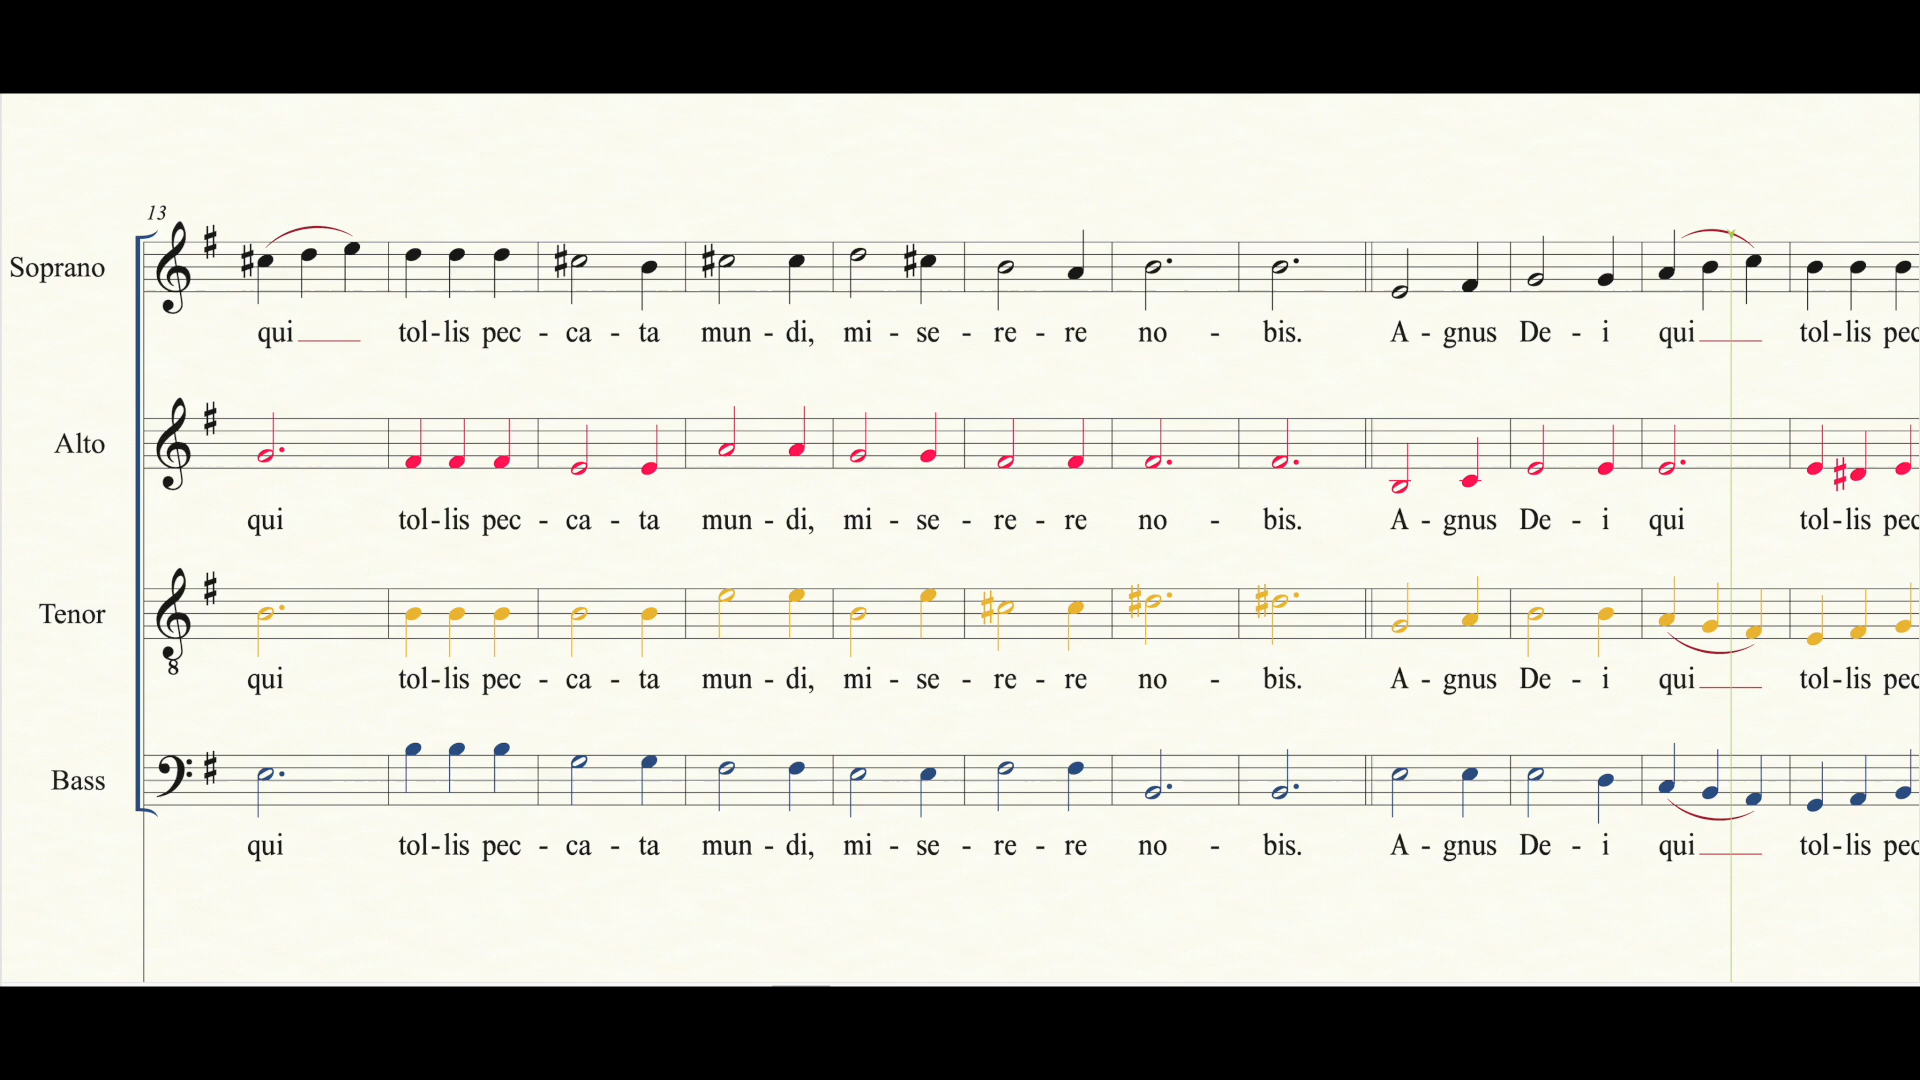 13
Soprano
qui tol-lis pec - ca - ta mun - di, mi - se - re - re no - bis. A - gnus De - i qui tol-lis pec
Alto
qui tol-lis pec - ca - ta mun - di, mi - se - re - re no - bis. A - gnus De - i qui tol-lis pec
Tenor
8
qui tol-lis pec - ca - ta mun - di, mi - se - re - re no - bis. A - gnus De - i qui tol-lis pec
Bass
qui tol-lis pec - ca - ta mun - di, mi - se - re - re no - bis. A - gnus De - i qui tol-lis pec